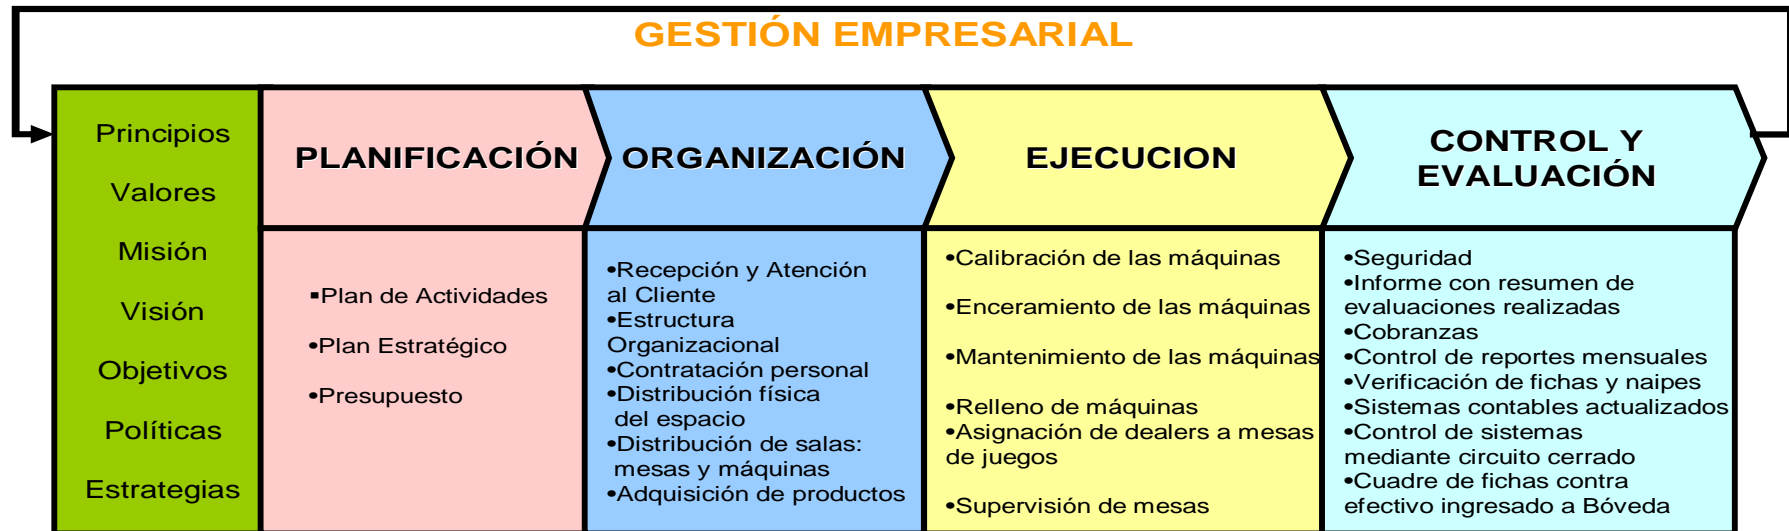 GESTIÓN EMPRESARIAL
Principios
Valores
Misión
Visión
Objetivos
Políticas
Estrategias
PLANIFICACIÓN
▪Plan de Actividades
•Plan Estratégico
•Presupuesto
ORGANIZACIÓN
•Recepción y Atención
al Cliente
•Estructura
Organizacional
•Contratación personal
•Distribución física
del espacio
•Distribución de salas:
mesas y máquinas
•Adquisición de productos
EJECUCION
•Calibración de las máquinas
•Enceramiento de las máquinas
•Mantenimiento de las máquinas
•Relleno de máquinas
•Asignación de dealers a mesas
de juegos
•Supervisión de mesas
CONTROL Y
EVALUACIÓN
•Seguridad
•Informe con resumen de
evaluaciones realizadas
•Cobranzas
•Control de reportes mensuales
•Verificación de fichas y naipes
•Sistemas contables actualizados
•Control de sistemas
mediante circuito cerrado
•Cuadre de fichas contra
efectivo ingresado a Bóveda